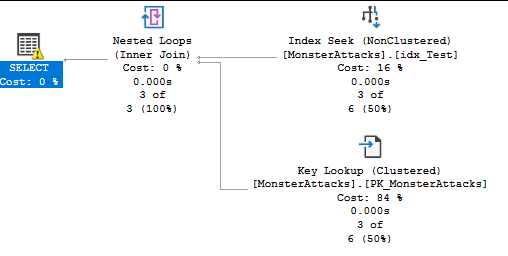 SELECT
Cost: 0 %
Nested Loops
(Inner Join)
Cost: 0 %
0.000s
3 of
3 (100%)
Index Seek (NonClustered)
[MonsterAttacks].[idx_Test]
Cost: 16 %
0.000s
3 of
6 (50%)
Key Lookup (Clustered)
[MonsterAttacks].[PK_MonsterAttacks]
Cost: 84 %
0.000s
3 of
6 (50%)